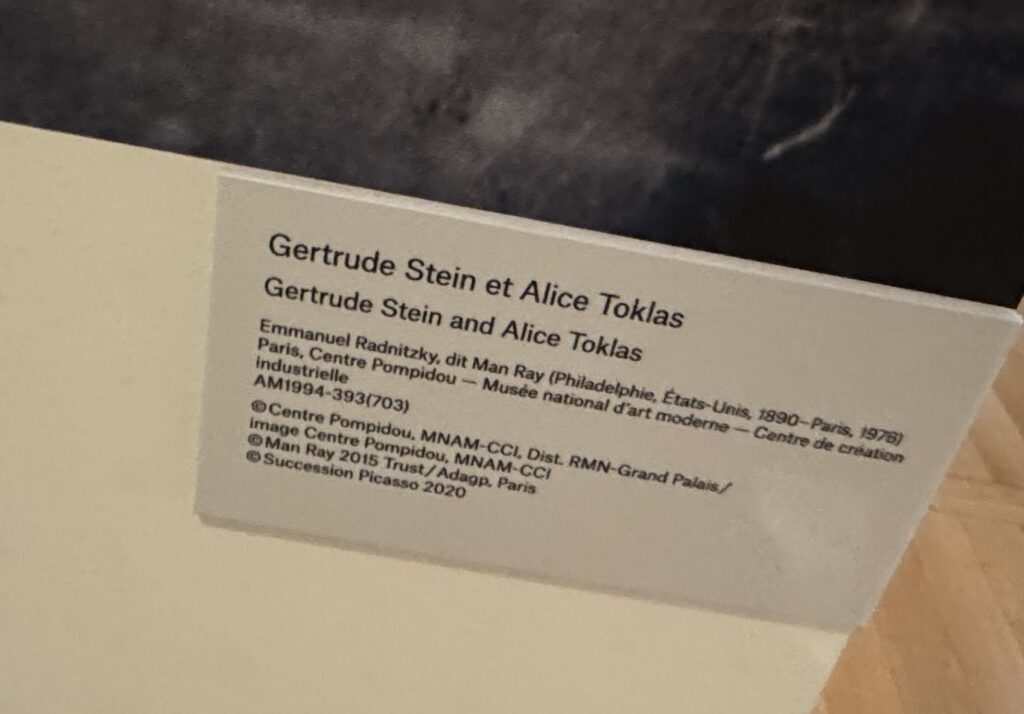 Gertrude Stein et Alice Toklas
Gertrude Stein and Alice Toklas
Emmanuel Radnitzky, dit Man Ray (Philadelphie, États-Unis, 1890–Paris, 1976)
Paris, Centre Pompidou — Musée national d'art moderne — Centre de création
industrielle
AM1994-393(703)
©Centre Pompidou, MNAM-CCI, Dist. RMN-Grand Palais/
image Centre Pompidou, MNAM-CCI
©Man Ray 2015 Trust/Adagp, Paris
©Succession Picasso 2020